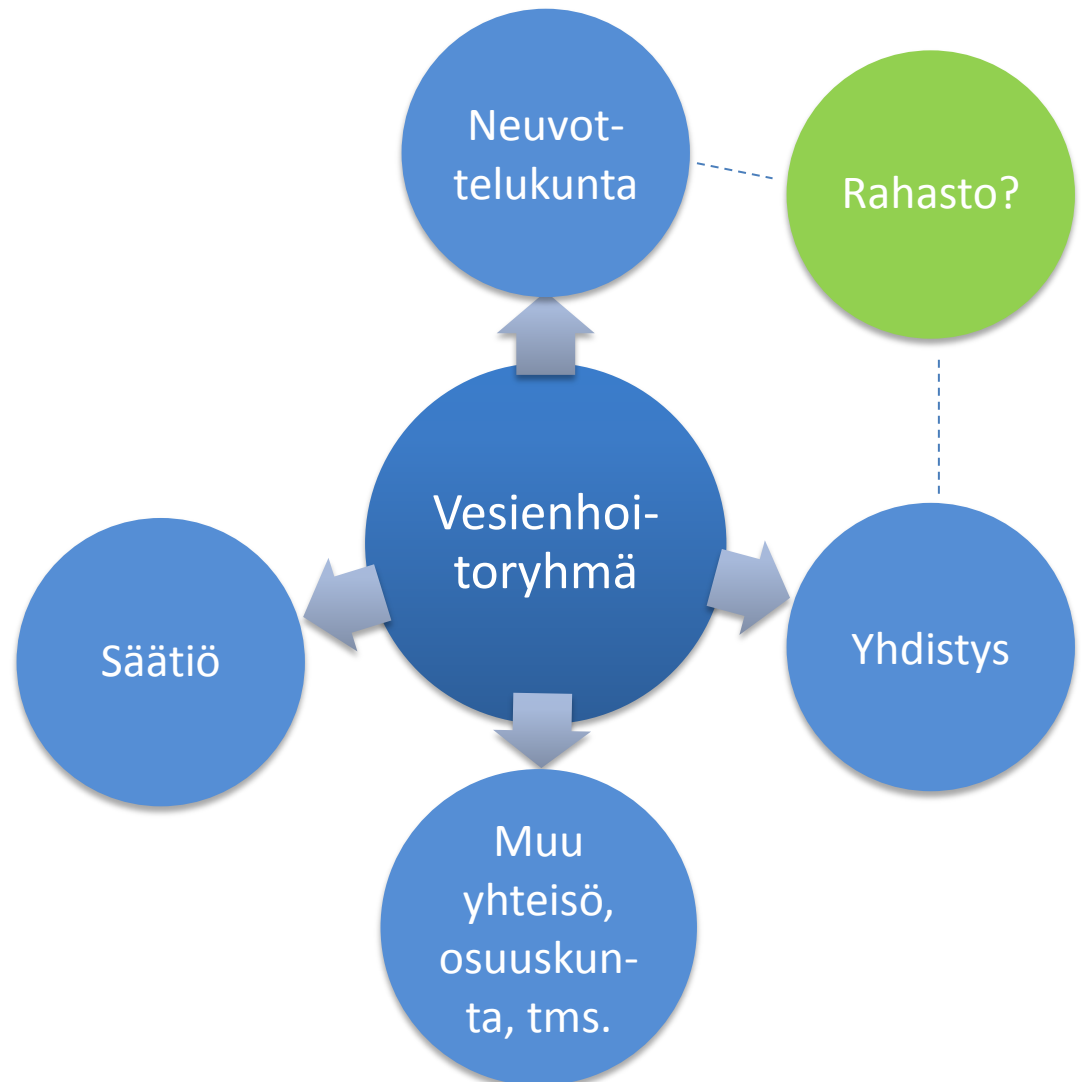 Neuvot-
telukunta
Rahasto?
Vesienhoi-
toryhmä
Säätiö
Yhdistys
Muu
yhteisö,
osuuskun-
ta, tms.